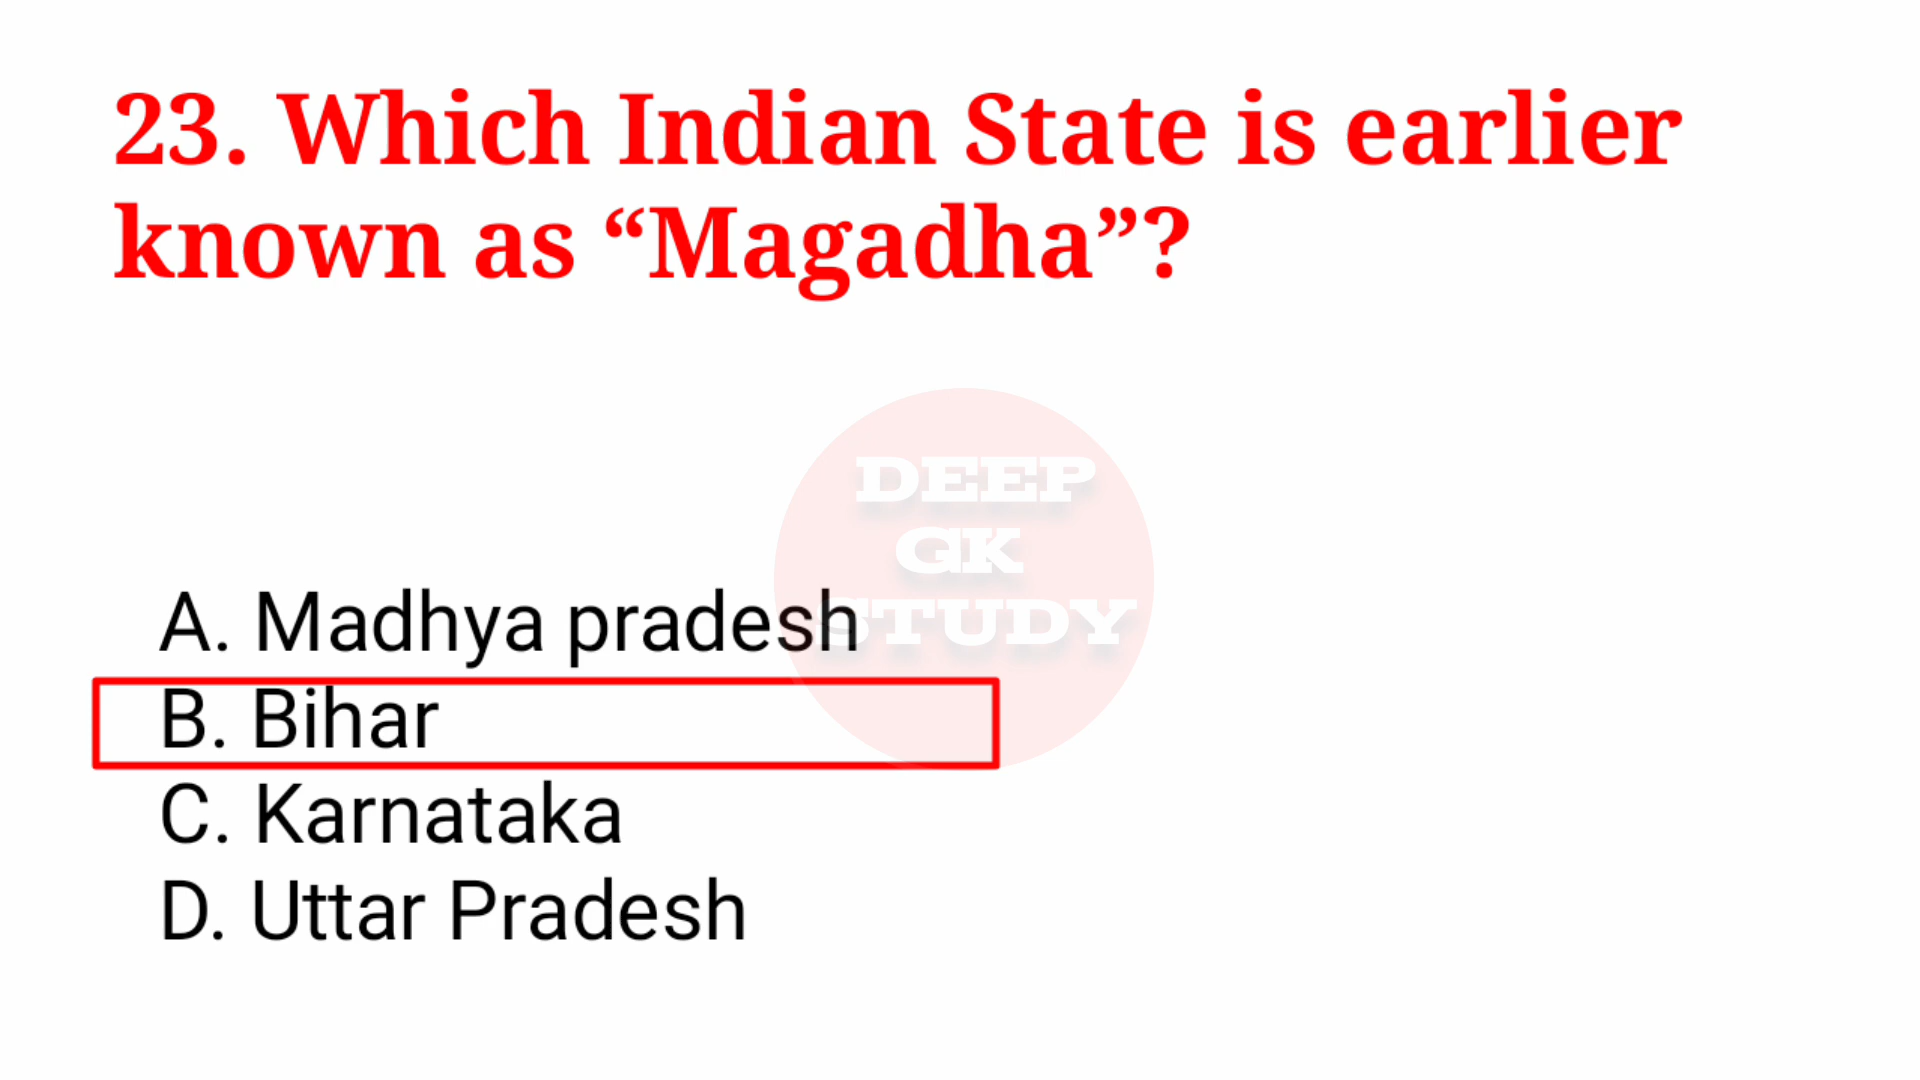 23. Which Indian State is earlier
known as “Magadha”?
DEEP
GK
STUDY
A. Madhya pradesh
B. Bihar
C. Karnataka
D. Uttar Pradesh